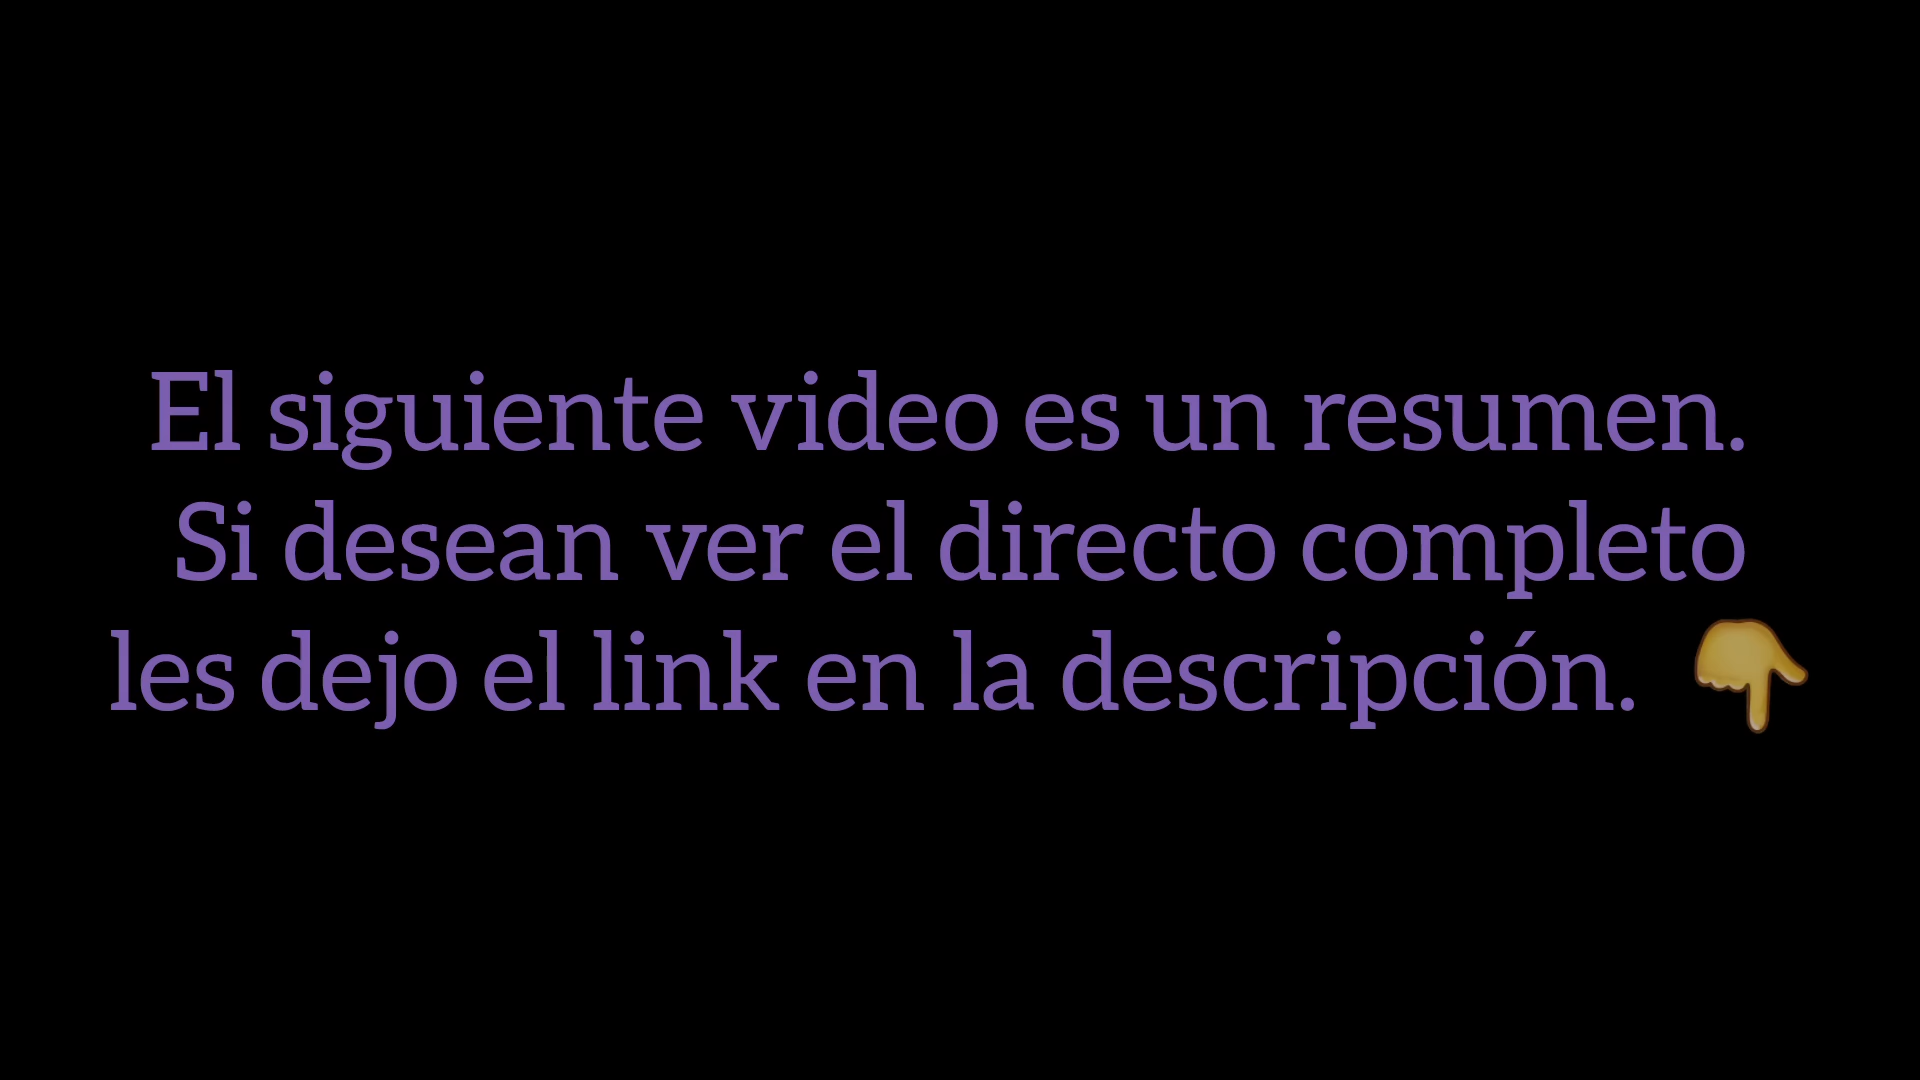 El siguiente video es un resumen.
Si desean ver el directo completo
les dejo el link en la descripción. 👇